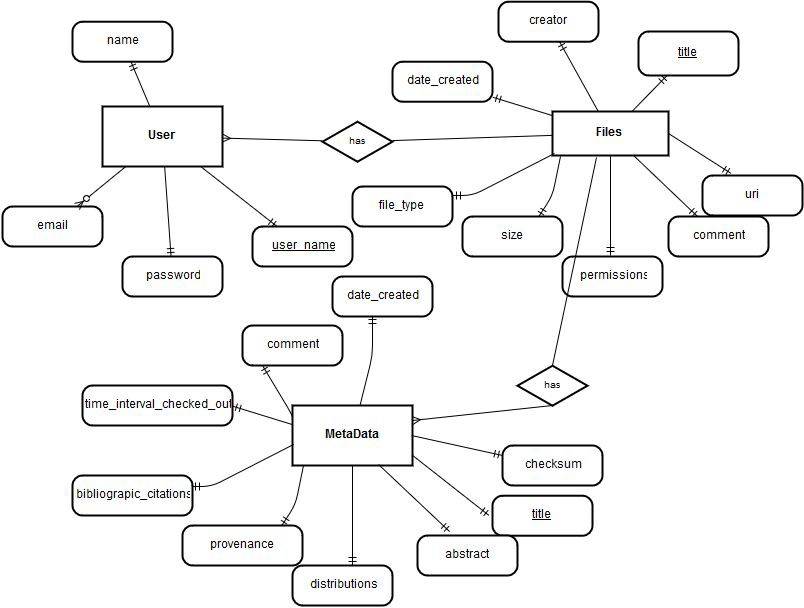 creator
name
title
date_created
User
Files
has
uri
file_type
email
size
comment
user_name
password
permissions
date_created
comment
has
time_interval_checked_out
MetaData
checksum
bibliograpic_citations
title
provenance
abstract
distributions